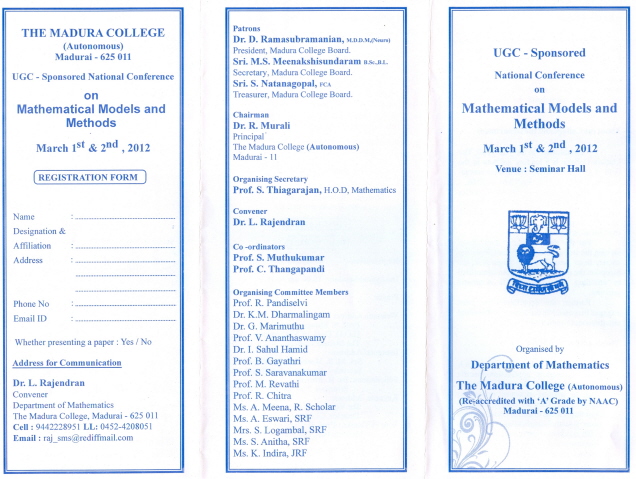 THE MADURA COLLEGE
(Autonomous)
Madurai - 625 011
UGC - Sponsored National Conference
on
Mathematical Models and
Methods
March 1st & 2nd , 2012
REGISTRATION FORM
Name :
Designation &
Affiliation :
Address :
Phone No :
Email ID :
Whether presenting a paper : Yes / No
Address for Communication
Dr. L. Rajendran
Convener
Department of Mathematics
The Madura College, Madurai - 625 011
Cell : 9442228951 LL: 0452-4208051
Email : raj_sms@rediffmail.com
Patrons
Dr. D. Ramasubramanian, M.D.D.M,(Neuro)
President, Madura College Board.
Sri. M.S. Meenakshisundaram B.Sc.,B.L.
Secretary, Madura College Board.
Sri. S. Natanagopal, FCA
Treasurer, Madura College Board.
Chairman
Dr. R. Murali
Principal
The Madura College (Autonomous)
Madurai - 11
Organising Secretary
Prof. S. Thiagarajan, H.O.D, Mathematics
Convener
Dr. L. Rajendran
Co -ordinators
Prof. S. Muthukumar
Prof. C. Thangapandi
Organising Committee Members
Prof. R. Pandiselvi
Dr. K.M. Dharmalingam
Dr. G. Marimuthu
Prof. V. Ananthaswamy
Dr. I. Sahul Hamid
Prof. B. Gayathri
Prof. S. Saravanakumar
Prof. M. Revathi
Prof. R. Chitra
Ms. A. Meena, R. Scholar
Ms. A. Eswari, SRF
Mrs. S. Logambal, SRF
Ms. S. Anitha, SRF
Ms. K. Indira, JRF
UGC - Sponsored
National Conference
on
Mathematical Models and
Methods
March 1st & 2nd , 2012
Venue : Seminar Hall
Organised by
Department of Mathematics
The Madura College (Autonomous)
(Re-accredited with ‘A’ Grade by NAAC)
Madurai - 625 011